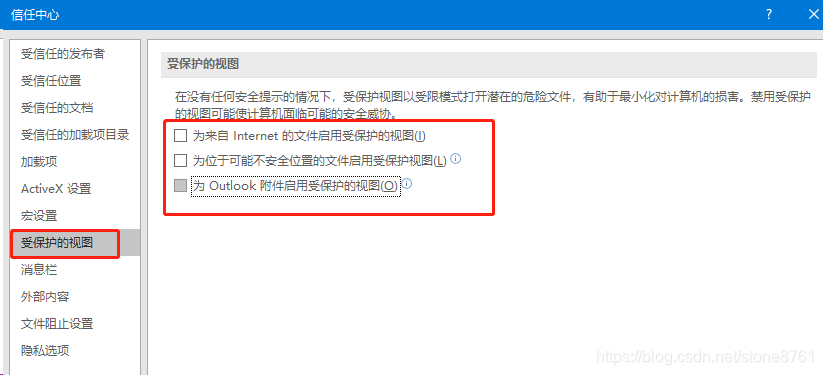 信任中心
? ×
受信任的发布者
受信任位置
受信任的文档
受信任的加载项目录
加载项
ActiveX 设置
宏设置
受保护的视图
消息栏
外部内容
文件阻止设置
隐私选项
受保护的视图
在没有任何安全提示的情况下，受保护视图以受限模式打开潜在的危险文件，有助于最小化对计算机的损害。禁用受保护
的视图可能使计算机面临可能的安全威协。
为来自 Internet 的文件启用受保护的视图(I)
为位于可能不安全位置的文件启用受保护视图(L)
为 Outlook 附件启用受保护的视图(O)
https://blog.csdn.net/stone8761